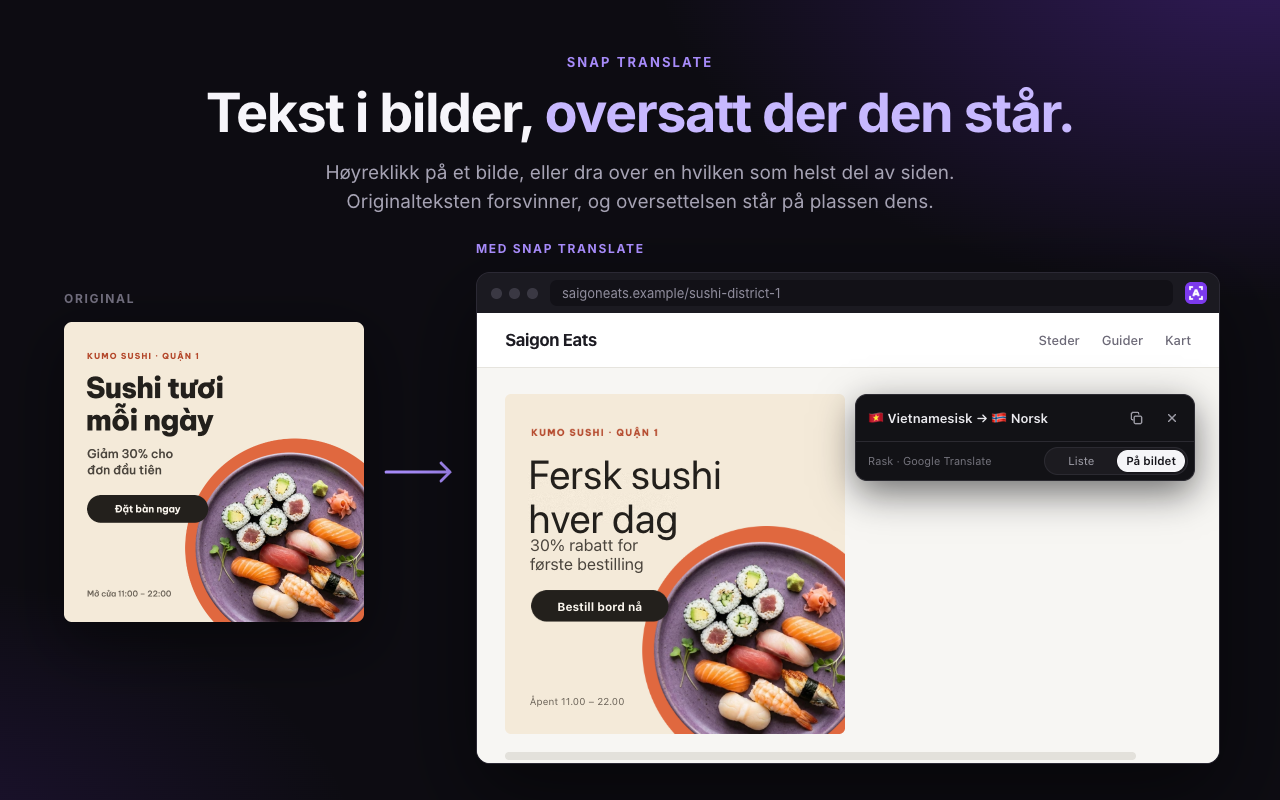 SNAP TRANSLATE
Tekst i bilder, oversatt der den står.
Høyreklikk på et bilde, eller dra over en hvilken som helst del av siden.
Originalteksten forsvinner, og oversettelsen står på plassen dens.
ORIGINAL
KUMO SUSHI · QUẬN 1
Sushi tươi
mỗi ngày
Giảm 30% cho
đơn đầu tiên
Đặt bàn ngay
Mở cửa 11:00 – 22:00
MED SNAP TRANSLATE
saigoneats.example/sushi-district-1
Saigon Eats
Steder Guider Kart
KUMO SUSHI · QUẬN 1
Fersk sushi
hver dag
30% rabatt for
første bestilling
Bestill bord nå
Åpent 11.00 – 22.00
Vietnamesisk → Norsk
Rask · Google Translate
Liste På bildet